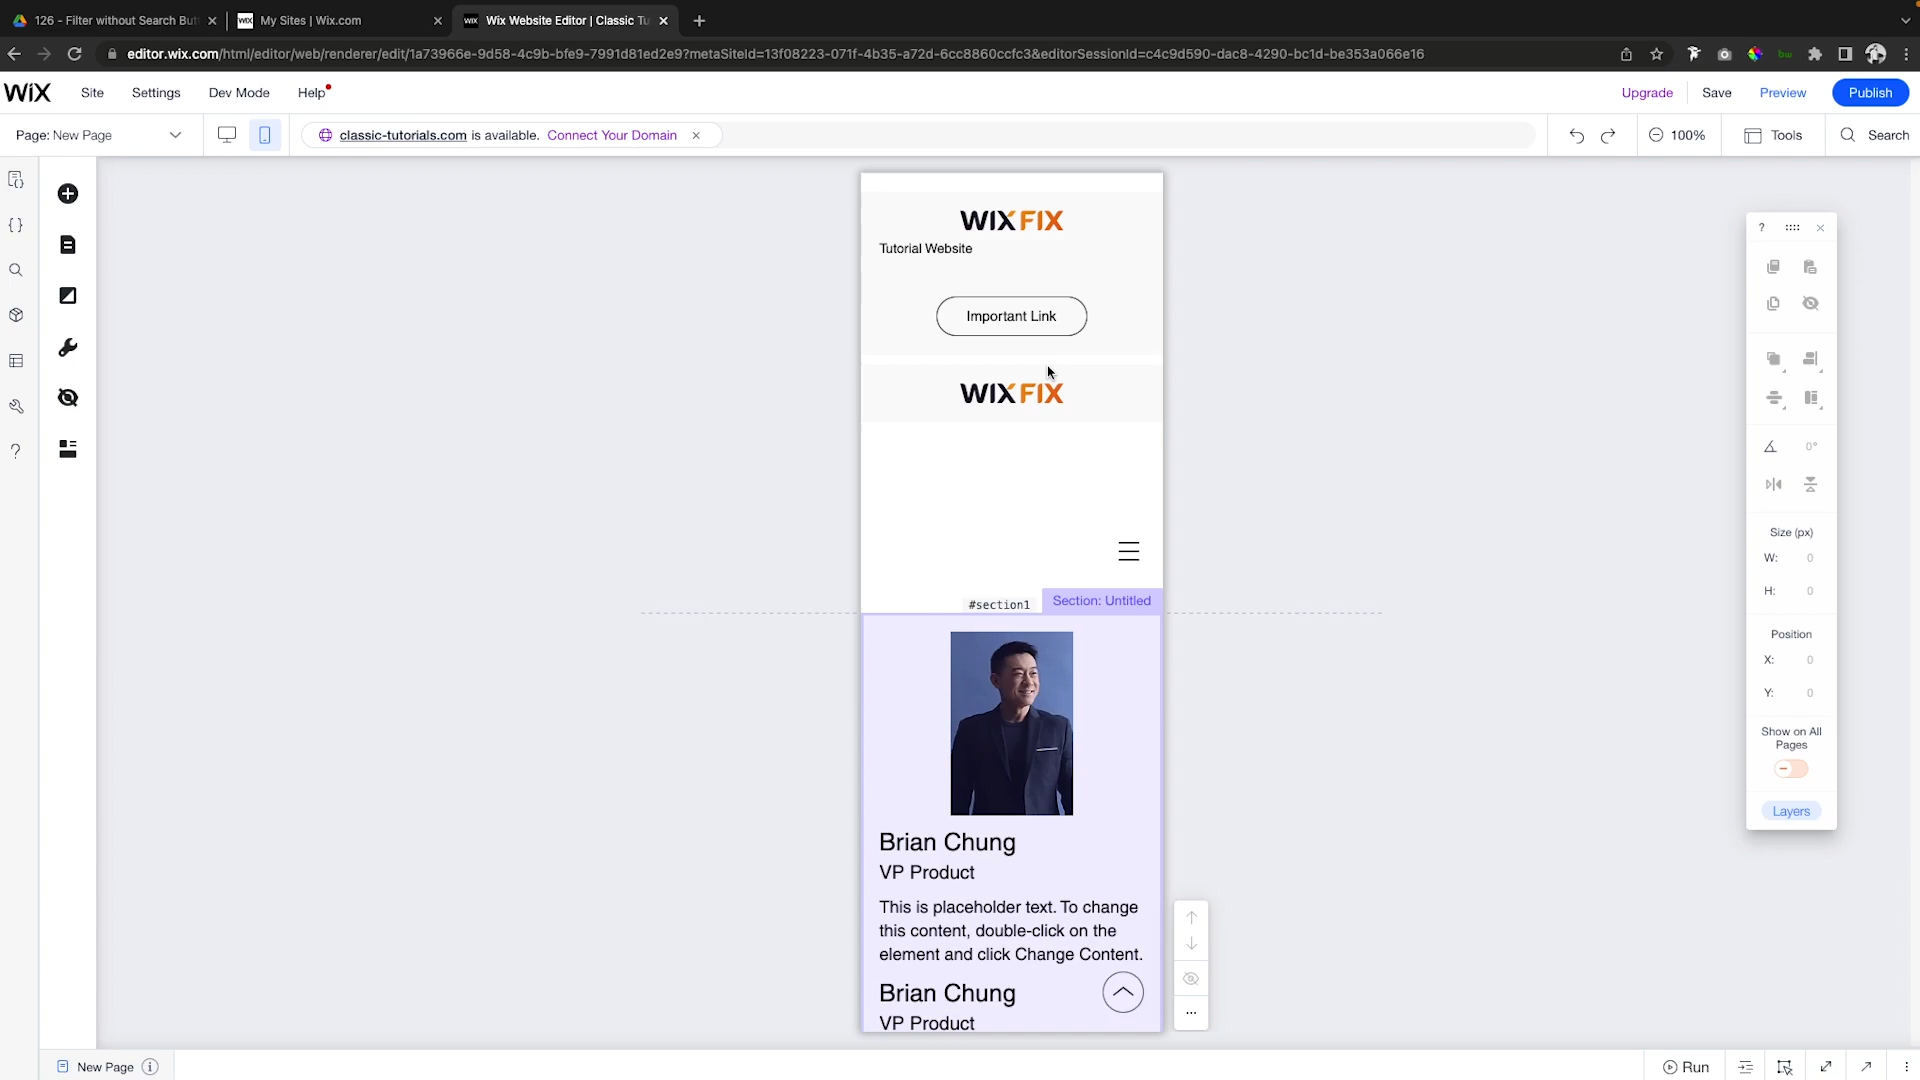 126 - Filter without Search But
My Sites | Wix.com
Wix Website Editor | Classic Tu
editor.wix.com/html/editor/web/renderer/edit/1a73966e-9d58-4c9b-bfe9-7991d81ed2e9?metaSiteId=13f08223-071f-4b35-a72d-6cc8860ccfc3&editorSessionId=c4c9d590-dac8-4290-bc1d-be353a066e16
WiX
Site
Settings
Dev Mode
Help
Upgrade
Save
Preview
Publish
Page: New Page
classic-tutorials.com is available. Connect Your Domain
100%
Tools
Search
WIXFIX
Tutorial Website
Important Link
WIXFIX
#section1
Section: Untitled
Brian Chung
VP Product
This is placeholder text. To change
this content, double-click on the
element and click Change Content.
Brian Chung
VP Product
?
0°
Size (px)
W: 0
H: 0
Position
X: 0
Y: 0
Show on All
Pages
Layers
New Page
Run